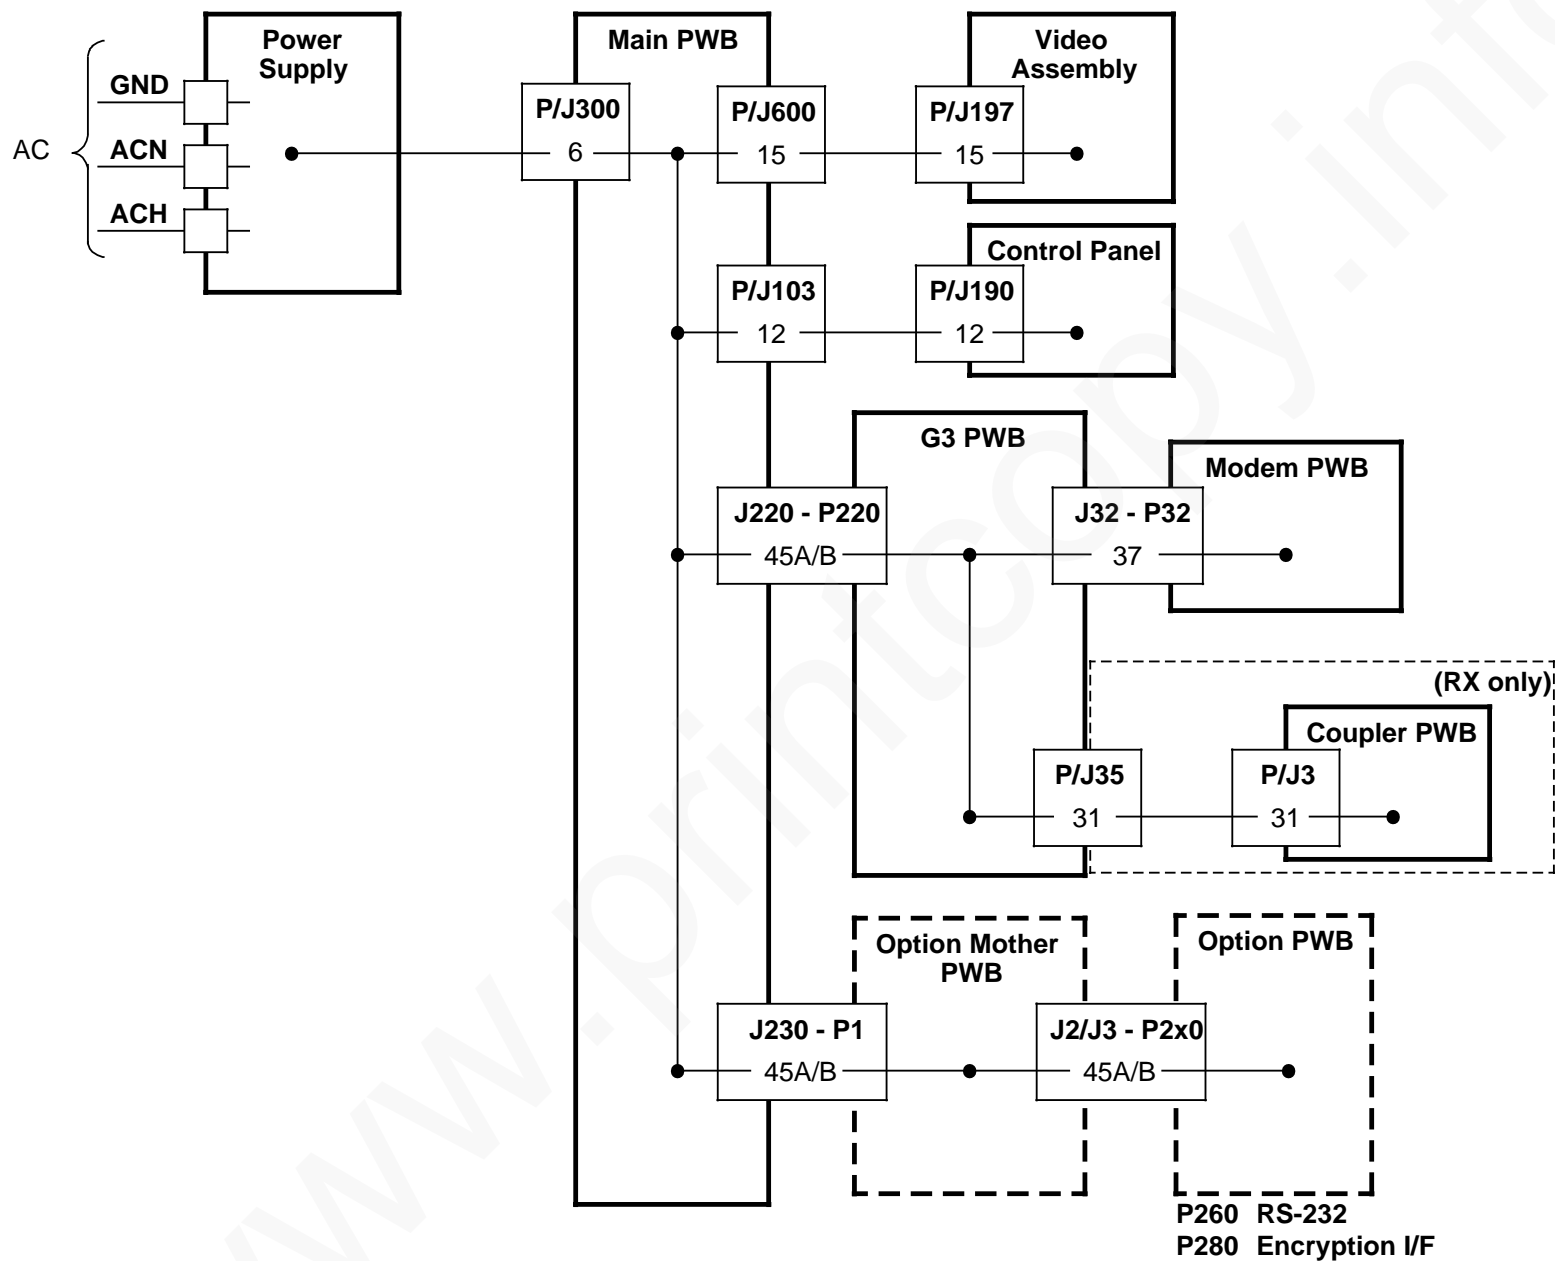 Power
Supply
Main PWB
Video
Assembly
AC
GND
ACN
ACH
P/J300
6
P/J600
15
P/J197
15
Control Panel
P/J103
12
P/J190
12
G3 PWB
Modem PWB
J220 - P220
45A/B
J32 - P32
37
(RX only)
Coupler PWB
P/J35
31
P/J3
31
Option Mother
PWB
Option PWB
J230 - P1
45A/B
J2/J3 - P2x0
45A/B
P260 RS-232
P280 Encryption I/F
www.printcopy.info